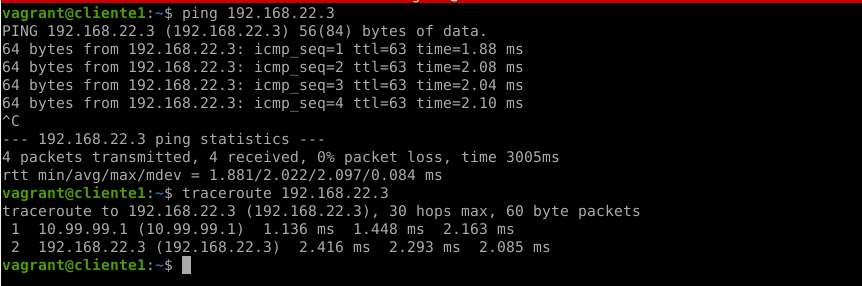 vagrant@cliente1:~$ ping 192.168.22.3
PING 192.168.22.3 (192.168.22.3) 56(84) bytes of data.
64 bytes from 192.168.22.3: icmp_seq=1 ttl=63 time=1.88 ms
64 bytes from 192.168.22.3: icmp_seq=2 ttl=63 time=2.08 ms
64 bytes from 192.168.22.3: icmp_seq=3 ttl=63 time=2.04 ms
64 bytes from 192.168.22.3: icmp_seq=4 ttl=63 time=2.10 ms
^C
--- 192.168.22.3 ping statistics ---
4 packets transmitted, 4 received, 0% packet loss, time 3005ms
rtt min/avg/max/mdev = 1.881/2.022/2.097/0.084 ms
vagrant@cliente1:~$ traceroute 192.168.22.3
traceroute to 192.168.22.3 (192.168.22.3), 30 hops max, 60 byte packets
 1  10.99.99.1 (10.99.99.1)  1.136 ms  1.448 ms  2.163 ms
 2  192.168.22.3 (192.168.22.3)  2.416 ms  2.293 ms  2.085 ms
vagrant@cliente1:~$